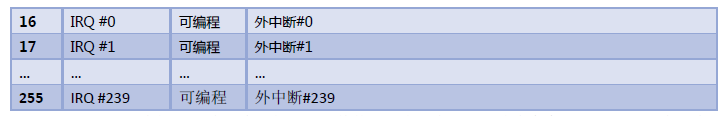 16 IRQ #0 可编程 外中断#0
17 IRQ #1 可编程 外中断#1
... ... ... ...
255 IRQ #239 可编程 外中断#239